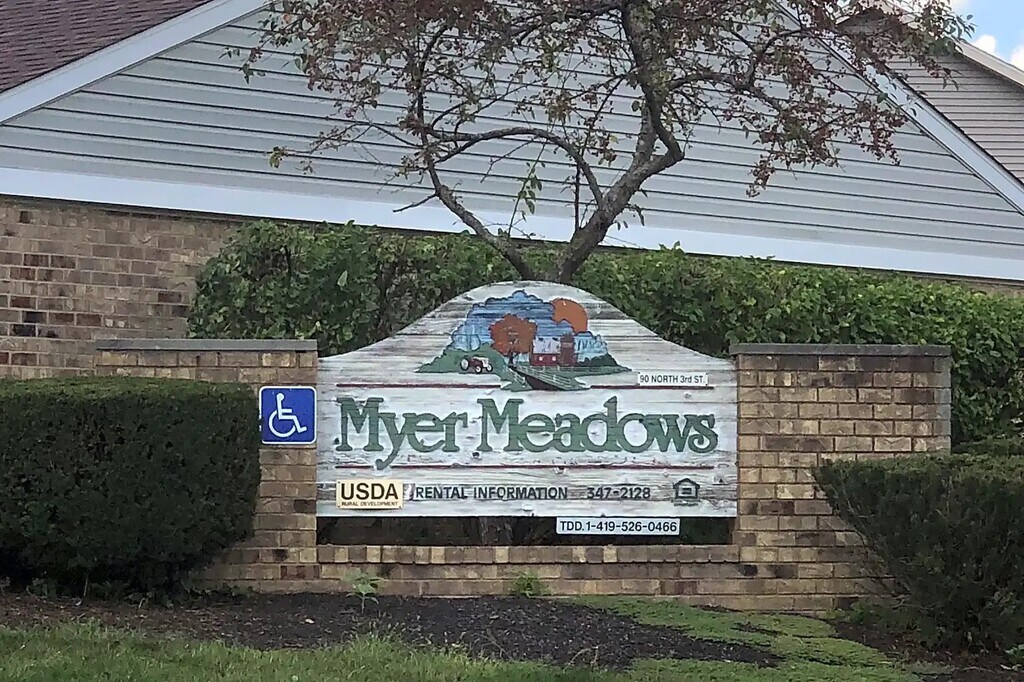 90 NORTH 3rd ST.
Myer Meadows
USDA
RURAL DEVELOPMENT
RENTAL INFORMATION 347-2128
TDD.1-419-526-0466